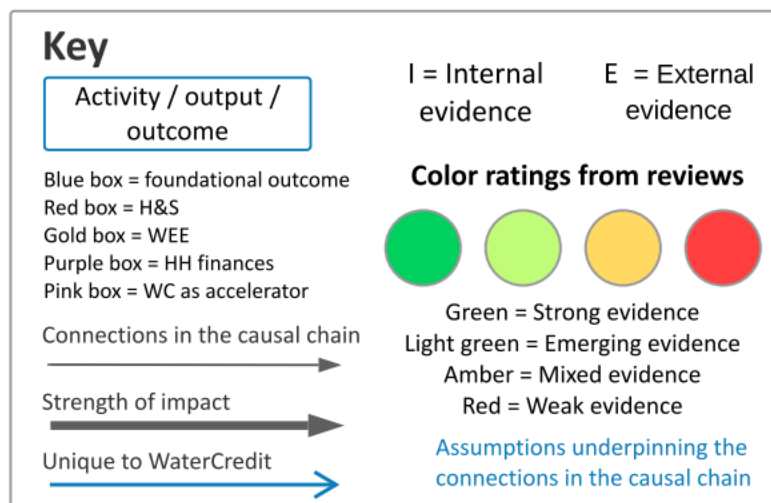 Key
Activity / output /
outcome
Blue box = foundational outcome
Red box = H&S
Gold box = WEE
Purple box = HH finances
Pink box = WC as accelerator
Connections in the causal chain
Strength of impact
Unique to WaterCredit
I = Internal
evidence
E = External
evidence
Color ratings from reviews
Green = Strong evidence
Light green = Emerging evidence
Amber = Mixed evidence
Red = Weak evidence
Assumptions underpinning the
connections in the causal chain